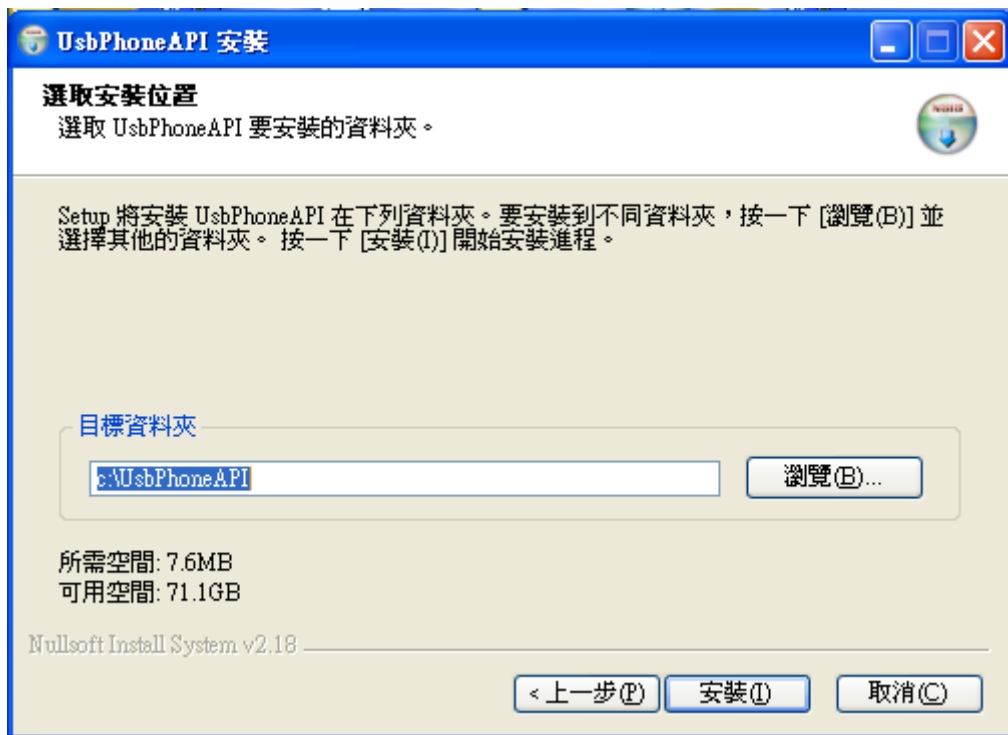 UsbPhoneAPI 安裝
選取安裝位置
選取 UsbPhoneAPI 要安裝的資料夾。
Setup 將安裝 UsbPhoneAPI 在下列資料夾。要安裝到不同資料夾，按一下 [瀏覽(B)] 並
選擇其他的資料夾。 按一下 [安裝(I)] 開始安裝進程。
目標資料夾
c:\UsbPhoneAPI
瀏覽(B)...
所需空間: 7.6MB
可用空間: 71.1GB
Nullsoft Install System v2.18
< 上一步(P)
安裝(I)
取消(C)